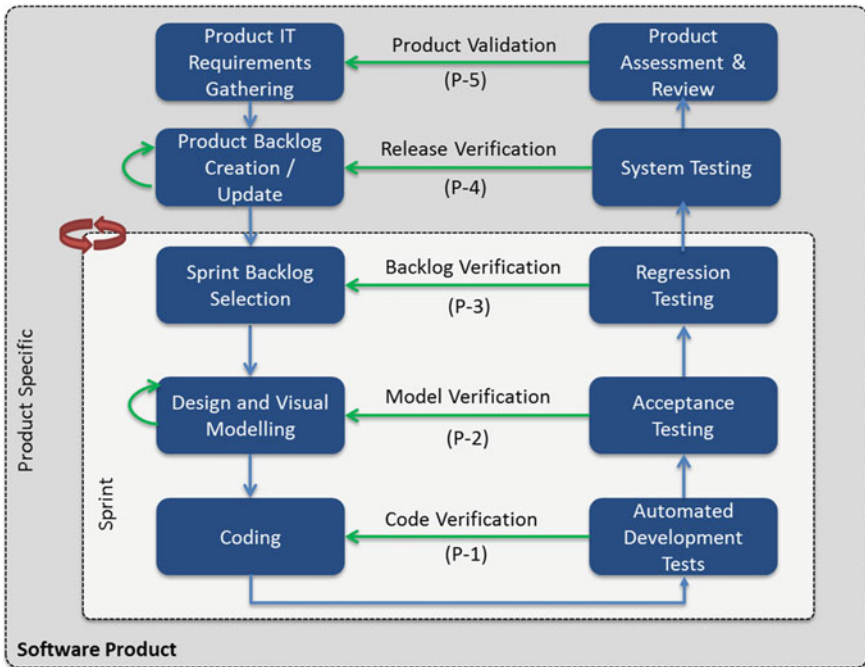 Product IT
Requirements
Gathering
Product Validation
(P-5)
Product
Assessment &
Review
Product Backlog
Creation /
Update
Release Verification
(P-4)
System Testing
Sprint Backlog
Selection
Backlog Verification
(P-3)
Regression
Testing
Design and Visual
Modelling
Model Verification
(P-2)
Acceptance
Testing
Coding
Code Verification
(P-1)
Automated
Development
Tests
Product Specific
Sprint
Software Product